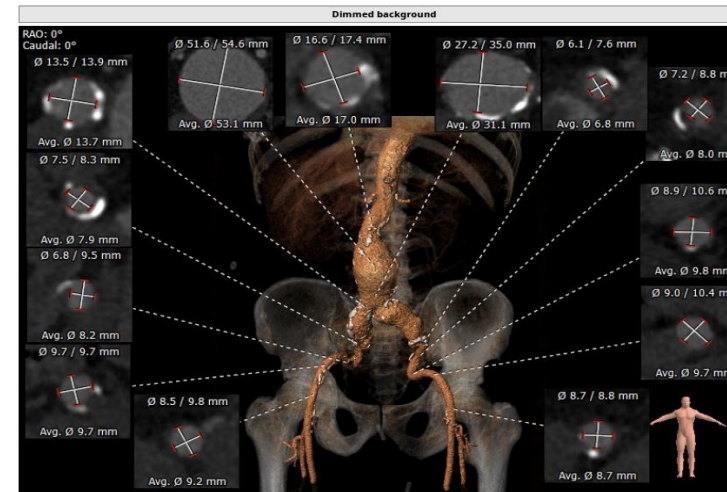 Dimmed background
RAO: 0°
Caudal: 0°
Ø 13.5 / 13.9 mm
Avg. Ø 13.7 mm
Ø 51.6 / 54.6 mm
Avg. Ø 53.1 mm
Ø 16.6 / 17.4 mm
Avg. Ø 17.0 mm
Ø 27.2 / 35.0 mm
Avg. Ø 31.1 mm
Ø 6.1 / 7.6 mm
Avg. Ø 6.8 mm
Ø 7.2 / 8.8 m
Avg. Ø 8.0 m
Ø 7.5 / 8.3 mm
Avg. Ø 7.9 mm
Ø 8.9 / 10.6 m
Avg. Ø 9.8 mm
Ø 6.8 / 9.5 mm
Avg. Ø 8.2 mm
Ø 9.0 / 10.4 m
Avg. Ø 9.7 mm
Ø 9.7 / 9.7 mm
Avg. Ø 9.7 mm
Ø 8.5 / 9.8 mm
Avg. Ø 9.2 mm
Ø 8.7 / 8.8 mm
Avg. Ø 8.7 mm